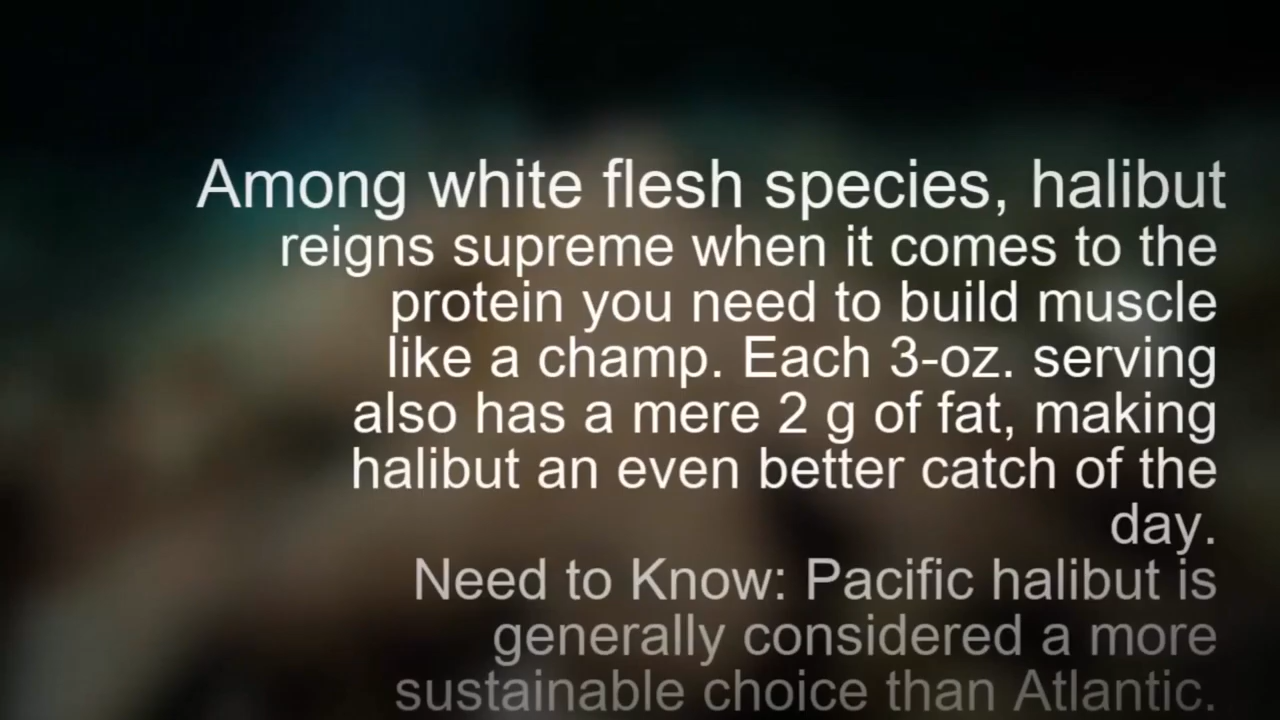 Among white flesh species, halibut
reigns supreme when it comes to the
protein you need to build muscle
like a champ. Each 3-oz. serving
also has a mere 2 g of fat, making
halibut an even better catch of the
day.
Need to Know: Pacific halibut is
generally considered a more
sustainable choice than Atlantic.